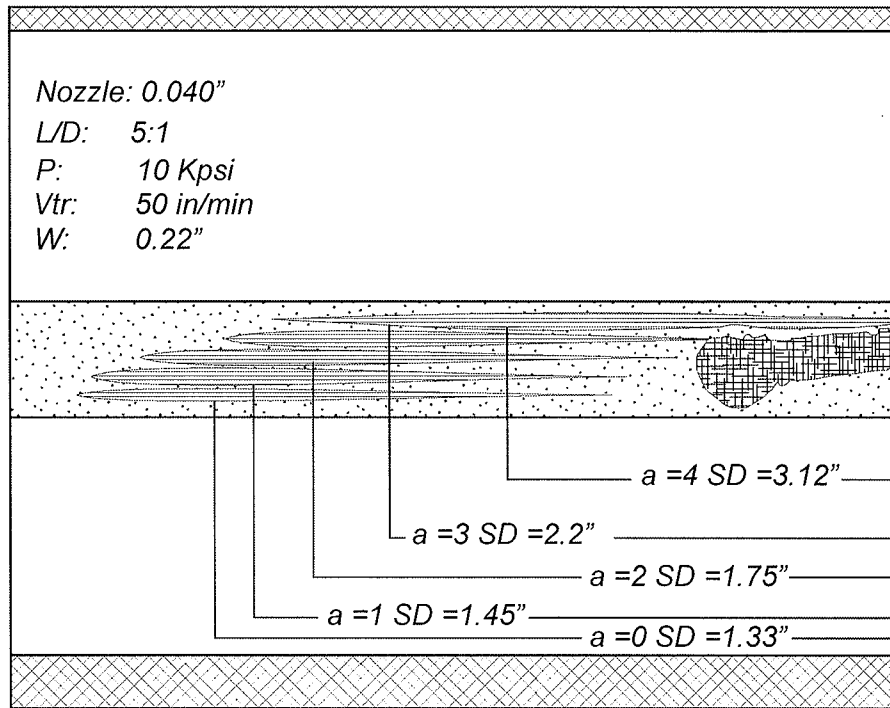 Nozzle: 0.040”
L/D: 5:1
P: 10 Kpsi
Vtr: 50 in/min
W: 0.22”
a =4 SD =3.12”
a =3 SD =2.2”
a =2 SD =1.75”
a =1 SD =1.45”
a =0 SD =1.33”